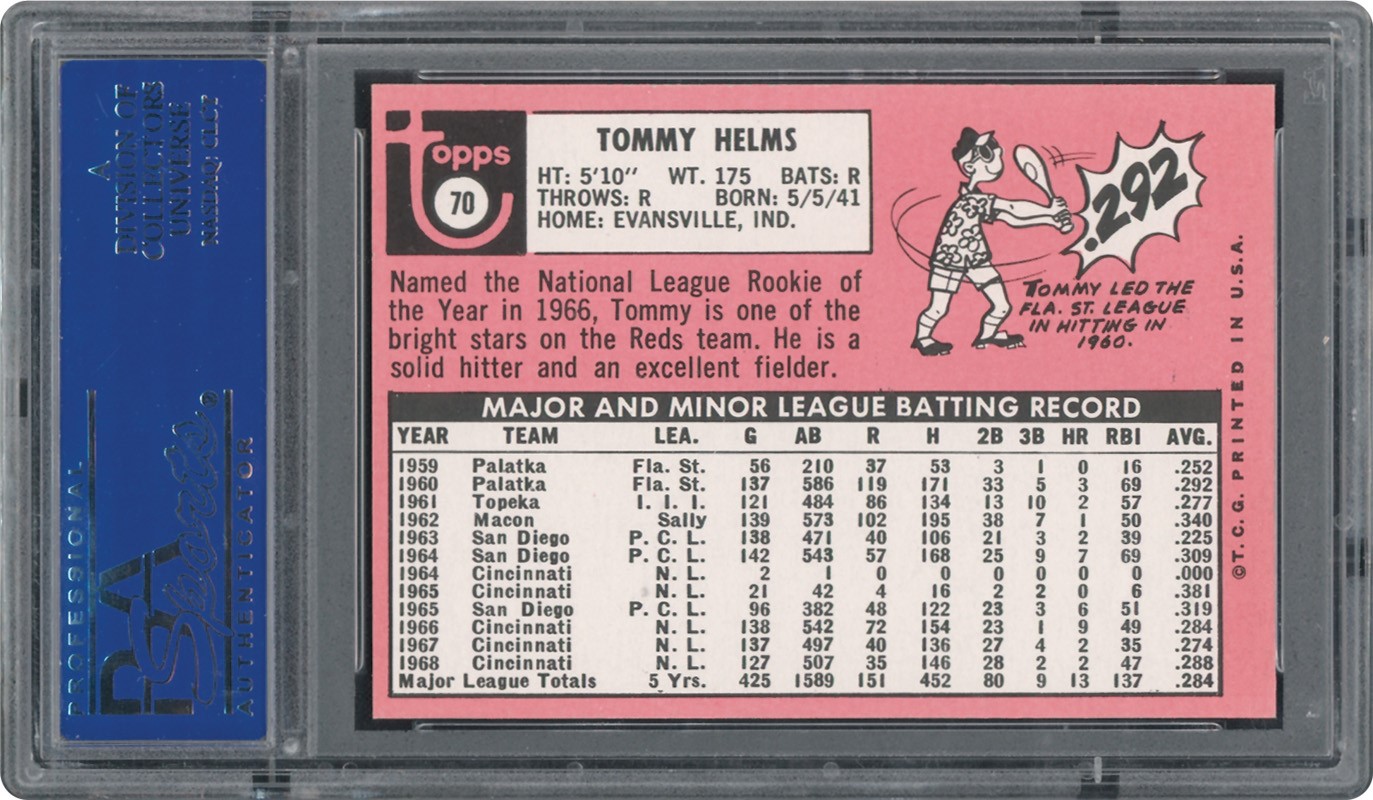 A
DIVISION OF
COLLECTORS
UNIVERSE
NASDAQ: CLCT
PROFESSIONAL
PSA
Sports®
AUTHENTICATOR
topps
70
TOMMY HELMS
HT: 5'10" WT. 175 BATS: R
THROWS: R BORN: 5/5/41
HOME: EVANSVILLE, IND.
Named the National League Rookie of
the Year in 1966, Tommy is one of the
bright stars on the Reds team. He is a
solid hitter and an excellent fielder.
.292
TOMMY LED THE
FLA. ST. LEAGUE
IN HITTING IN
1960.
MAJOR AND MINOR LEAGUE BATTING RECORD
YEAR TEAM LEA. G AB R H 2B 3B HR RBI AVG.
1959 Palatka Fla. St. 56 210 37 53 3 1 0 16 .252
1960 Palatka Fla. St. 137 586 119 171 33 5 3 69 .292
1961 Topeka I. I. I. 121 484 86 134 13 10 2 57 .277
1962 Macon Sally 139 573 102 195 38 7 1 50 .340
1963 San Diego P. C. L. 138 471 40 106 21 3 2 39 .225
1964 San Diego P. C. L. 142 543 57 168 25 9 7 69 .309
1964 Cincinnati N. L. 2 1 0 0 0 0 0 0 .000
1965 Cincinnati N. L. 21 42 4 16 2 2 0 6 .381
1965 San Diego P. C. L. 96 382 48 122 23 3 6 51 .319
1966 Cincinnati N. L. 138 542 72 154 23 1 9 49 .284
1967 Cincinnati N. L. 137 497 40 136 27 4 2 35 .274
1968 Cincinnati N. L. 127 507 35 146 28 2 2 47 .288
Major League Totals 5 Yrs. 425 1589 151 452 80 9 13 137 .284
©T.C.G. PRINTED IN U.S.A.